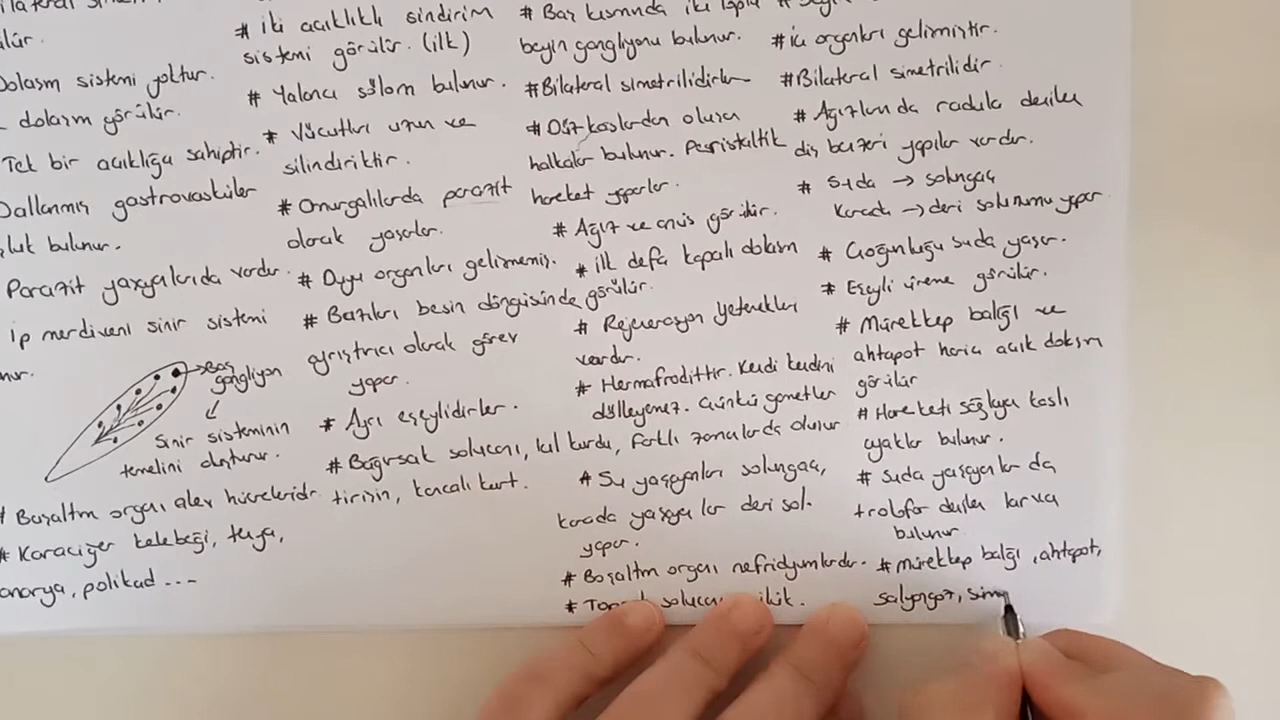 lür.
Dolaşım sistemi yoktur.
dolaşım görülür.
Tek bir açıklığa sahiptir.
Dallanmış gastrovasküler
bulunur.
Parazit yaşayanlarıda vardır.
İp merdiveni sinir sistemi
Baş
gangliyon
Sinir sisteminin
temelini oluşturur.
# Boşaltım organı alev hücreleridir
# Karaciğer kelebeği, tenya,
polikad ---
# İki açıklıklı sindirim
sistemi görülür. (ilk)
# Yalancı sölom bulunur.
# Vücutları uzun ve
silindiriktir.
# Omurgalılarda parazit
olarak yaşarlar.
# Duyu organları gelişmemiş.
# Bazıları besin döngüsünde
ayrıştırıcı olarak görev
yapar.
# Ayrı eşeylidirler.
# Bağırsak solucanı, kıl kurdu,
tirişin, kancalı kurt.
# Baş kısmında iki loplu
beyin gangliyonu bulunur.
# Bilateral simetrilidirler
# Düz kaslardan oluşan
halkalar bulunur. Peristaltik
hareket yaparlar.
# Ağız ve anüs görülür.
# İlk defa kapalı dolaşım
görülür.
# Rejenerasyon yetenekleri
vardır.
# Hermafrodittir. Kendi kendini
dölleyemez. Çünkü gametler
farklı zamanlarda oluşur
# Su yaşayanları solungaç,
karada yaşayanlar deri sol.
yapar.
# Boşaltım organı nefridyumlardır.
# solucanı
# İç organları gelişmiştir.
# Bilateral simetrilidir.
# Ağızlarında radula denilen
diş benzeri yapılar vardır.
# Suda → solungaç
Karada → deri solunumu yapar
# Çoğunluğu suda yaşar.
# Eşeyli üreme görülür.
# Mürekkep balığı ve
ahtapot hariç açık dolaşım
görülür
# Hareketi sağlayan kaslı
ayaklar bulunur.
# Suda yaşayanlar da
trokofor denilen larva
bulunur
# mürekkep balığı, ahtapot,
salyangoz, süm